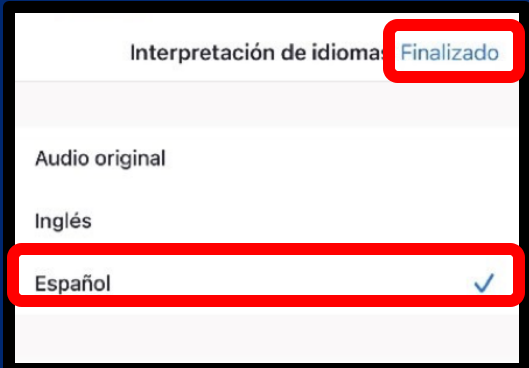 Interpretación de idiomas Finalizado
Audio original
Inglés
Español